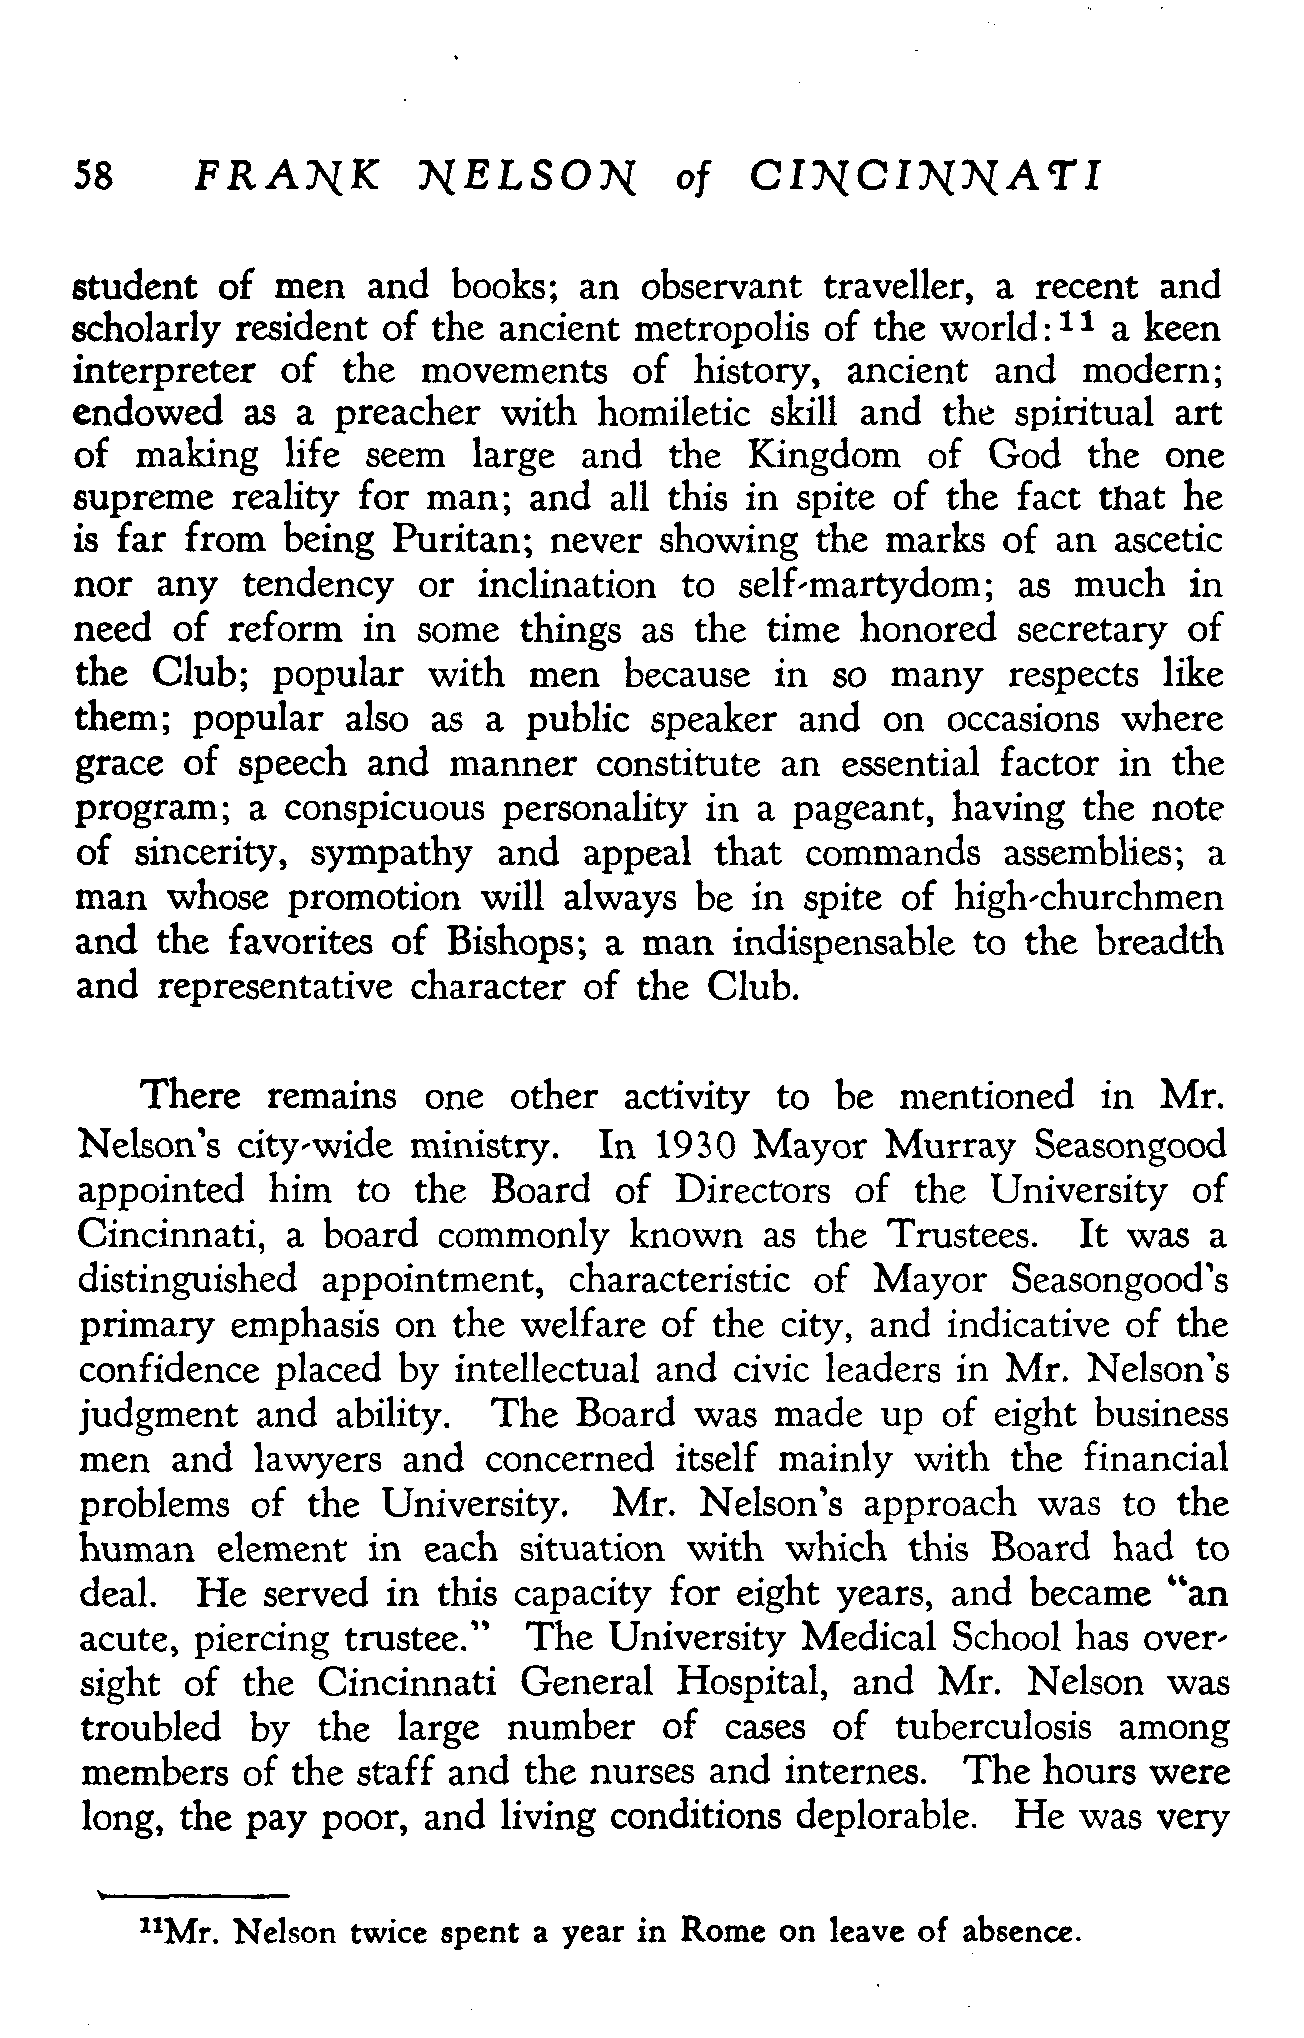 58 FRANK NELSON of CINCINNATI
student of men and books; an observant traveller, a recent and
scholarly resident of the ancient metropolis of the world:11 a keen
interpreter of the movements of history, ancient and modern;
endowed as a preacher with homiletic skill and the spiritual art
of making life seem large and the Kingdom of God the one
supreme reality for man; and all this in spite of the fact that he
is far from being Puritan; never showing the marks of an ascetic
nor any tendency or inclination to self-martydom; as much in
need of reform in some things as the time honored secretary of
the Club; popular with men because in so many respects like
them; popular also as a public speaker and on occasions where
grace of speech and manner constitute an essential factor in the
program; a conspicuous personality in a pageant, having the note
of sincerity, sympathy and appeal that commands assemblies; a
man whose promotion will always be in spite of high-churchmen
and the favorites of Bishops; a man indispensable to the breadth
and representative character of the Club.
There remains one other activity to be mentioned in Mr.
Nelson's city-wide ministry. In 1930 Mayor Murray Seasongood
appointed him to the Board of Directors of the University of
Cincinnati, a board commonly known as the Trustees. It was a
distinguished appointment, characteristic of Mayor Seasongood's
primary emphasis on the welfare of the city, and indicative of the
confidence placed by intellectual and civic leaders in Mr. Nelson's
judgment and ability. The Board was made up of eight business
men and lawyers and concerned itself mainly with the financial
problems of the University. Mr. Nelson's approach was to the
human element in each situation with which this Board had to
deal. He served in this capacity for eight years, and became "an
acute, piercing trustee." The University Medical School has over-
sight of the Cincinnati General Hospital, and Mr. Nelson was
troubled by the large number of cases of tuberculosis among
members of the staff and the nurses and internes. The hours were
long, the pay poor, and living conditions deplorable. He was very
11Mr. Nelson twice spent a year in Rome on leave of absence.